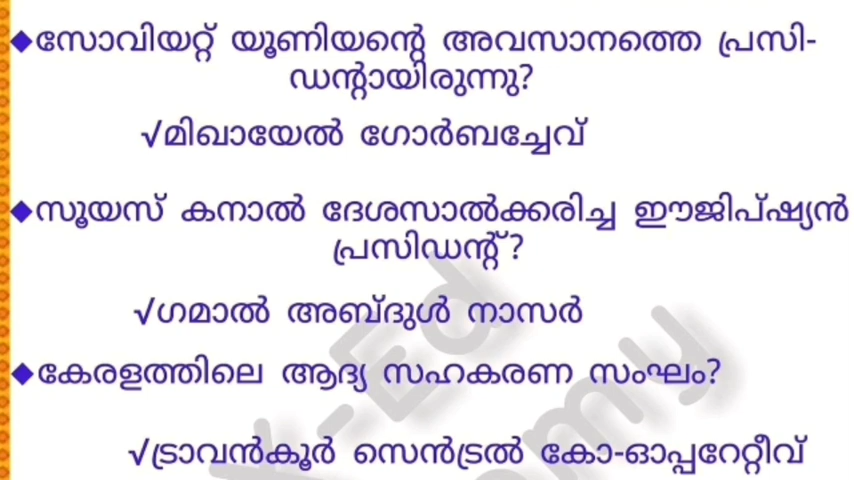 ◆സോവിയറ്റ് യൂണിയന്റെ അവസാനത്തെ പ്രസി-
ഡന്റായിരുന്നു?
√മിഖായേൽ ഗോർബച്ചേവ്
◆സൂയസ് കനാൽ ദേശസാൽക്കരിച്ച ഈജിപ്ഷ്യൻ
പ്രസിഡന്റ് ?
√ഗമാൽ അബ്ദുൾ നാസർ
◆കേരളത്തിലെ ആദ്യ സഹകരണ സംഘം?
√ട്രാവൻകൂർ സെൻട്രൽ കോ-ഓപ്പറേറ്റീവ്
X-Ed